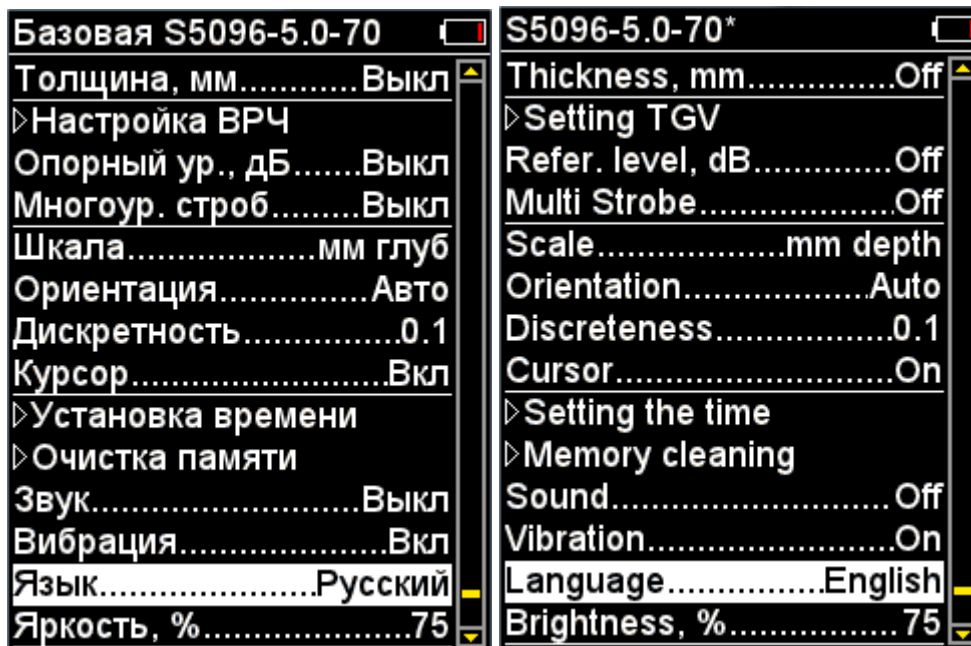 Базовая S5096-5.0-70
Толщина, мм............Выкл
Настройка ВРЧ
Опорный ур., дБ.......Выкл
Многоур. строб.........Выкл
Шкала...................мм глуб
Ориентация...............Авто
Дискретность................0.1
Курсор..........................Вкл
Установка времени
Очистка памяти
Звук...........................Выкл
Вибрация.....................Вкл
Язык......................Русский
Яркость, %.....................75
S5096-5.0-70*
Thickness, mm...............Off
Setting TGV
Refer. level, dB..............Off
Multi Strobe...................Off
Scale...................mm depth
Orientation...................Auto
Discreteness..................0.1
Cursor............................On
Setting the time
Memory cleaning
Sound............................Off
Vibration.........................On
Language................English
Brightness, %.................75